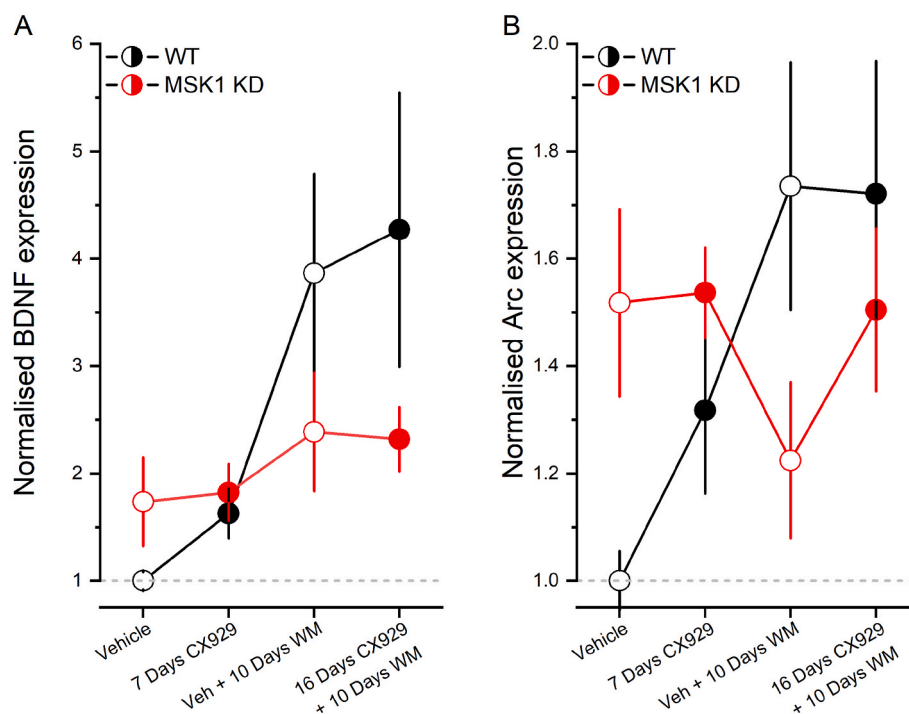 A
WT
MSK1 KD
Normalised BDNF expression
6
5
4
3
2
1
Vehicle
7 Days CX929
Veh + 10 Days WM
16 Days CX929
+ 10 Days WM
B
WT
MSK1 KD
Normalised Arc expression
2.0
1.8
1.6
1.4
1.2
1.0
Vehicle
7 Days CX929
Veh + 10 Days WM
16 Days CX929
+ 10 Days WM